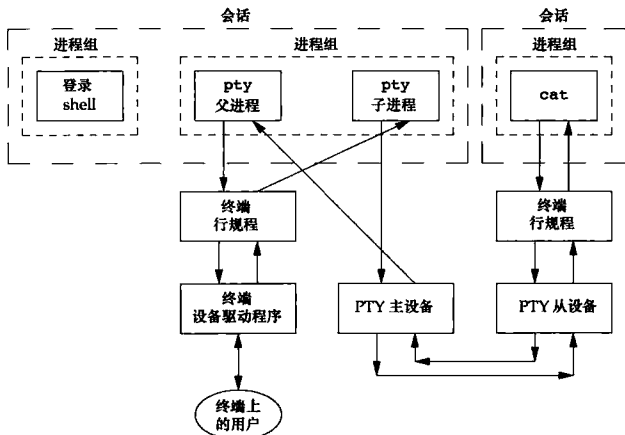 会话
会话
进程组
进程组
进程组
登录
shell
pty
父进程
pty
子进程
cat
终端
行规程
终端
行规程
终端
设备驱动程序
PTY 主设备
PTY 从设备
终端上
的用户